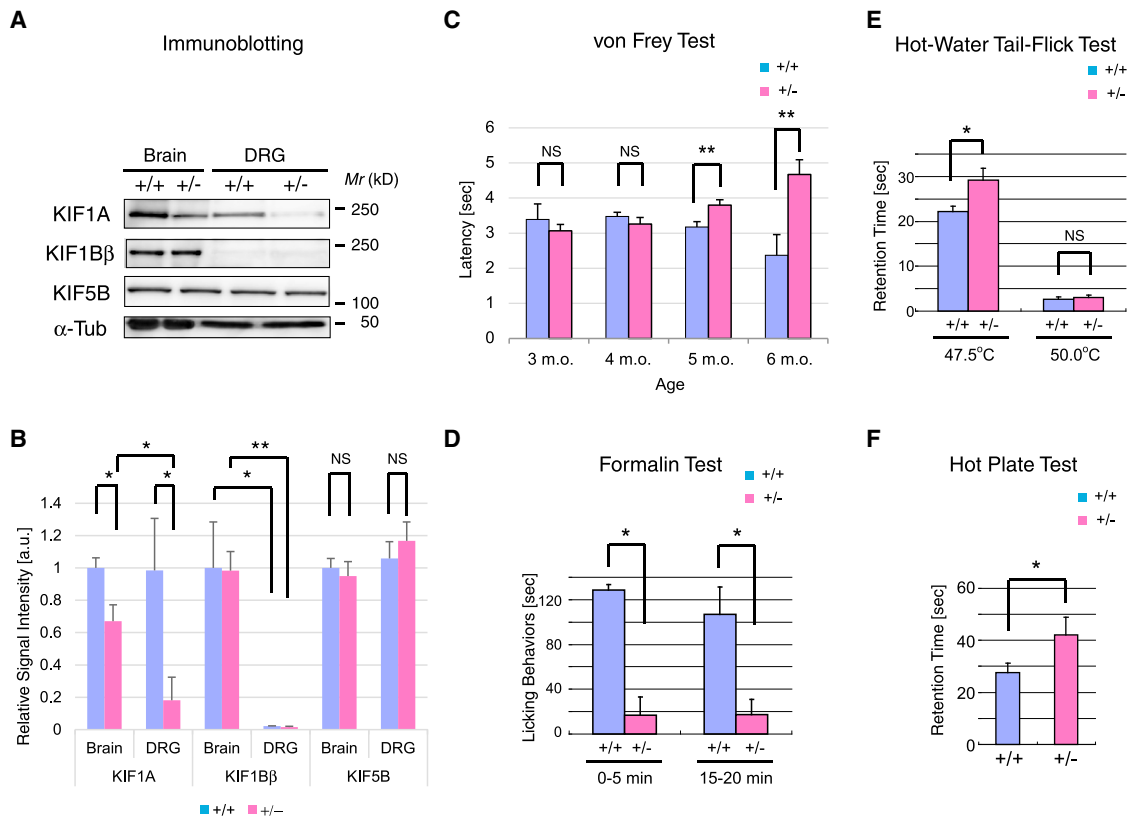 A
Immunoblotting
Brain DRG
+/+ +/- +/+ +/- Mr (kD)
KIF1A 250
KIF1Bβ 250
KIF5B
100
α-Tub 50
B
* ** NS NS
* * *
Relative Signal Intensity [a.u.]
1.4
1.2
1
0.8
0.6
0.4
0.2
0
Brain DRG Brain DRG Brain DRG
KIF1A KIF1Bβ KIF5B
+/+ +/−
C
von Frey Test
+/+
+/-
NS NS ** **
Latency [sec]
6
5
4
3
2
1
0
3 m.o. 4 m.o. 5 m.o. 6 m.o.
Age
D
Formalin Test
+/+
+/-
* *
Licking Behaviors [sec]
120
80
40
0
+/+ +/- +/+ +/-
0-5 min 15-20 min
E
Hot-Water Tail-Flick Test
+/+
+/-
*
NS
Retention Time [sec]
30
20
10
0
+/+ +/- +/+ +/-
47.5°C 50.0°C
F
Hot Plate Test
+/+
+/-
*
Retention Time [sec]
60
40
20
0
+/+ +/-